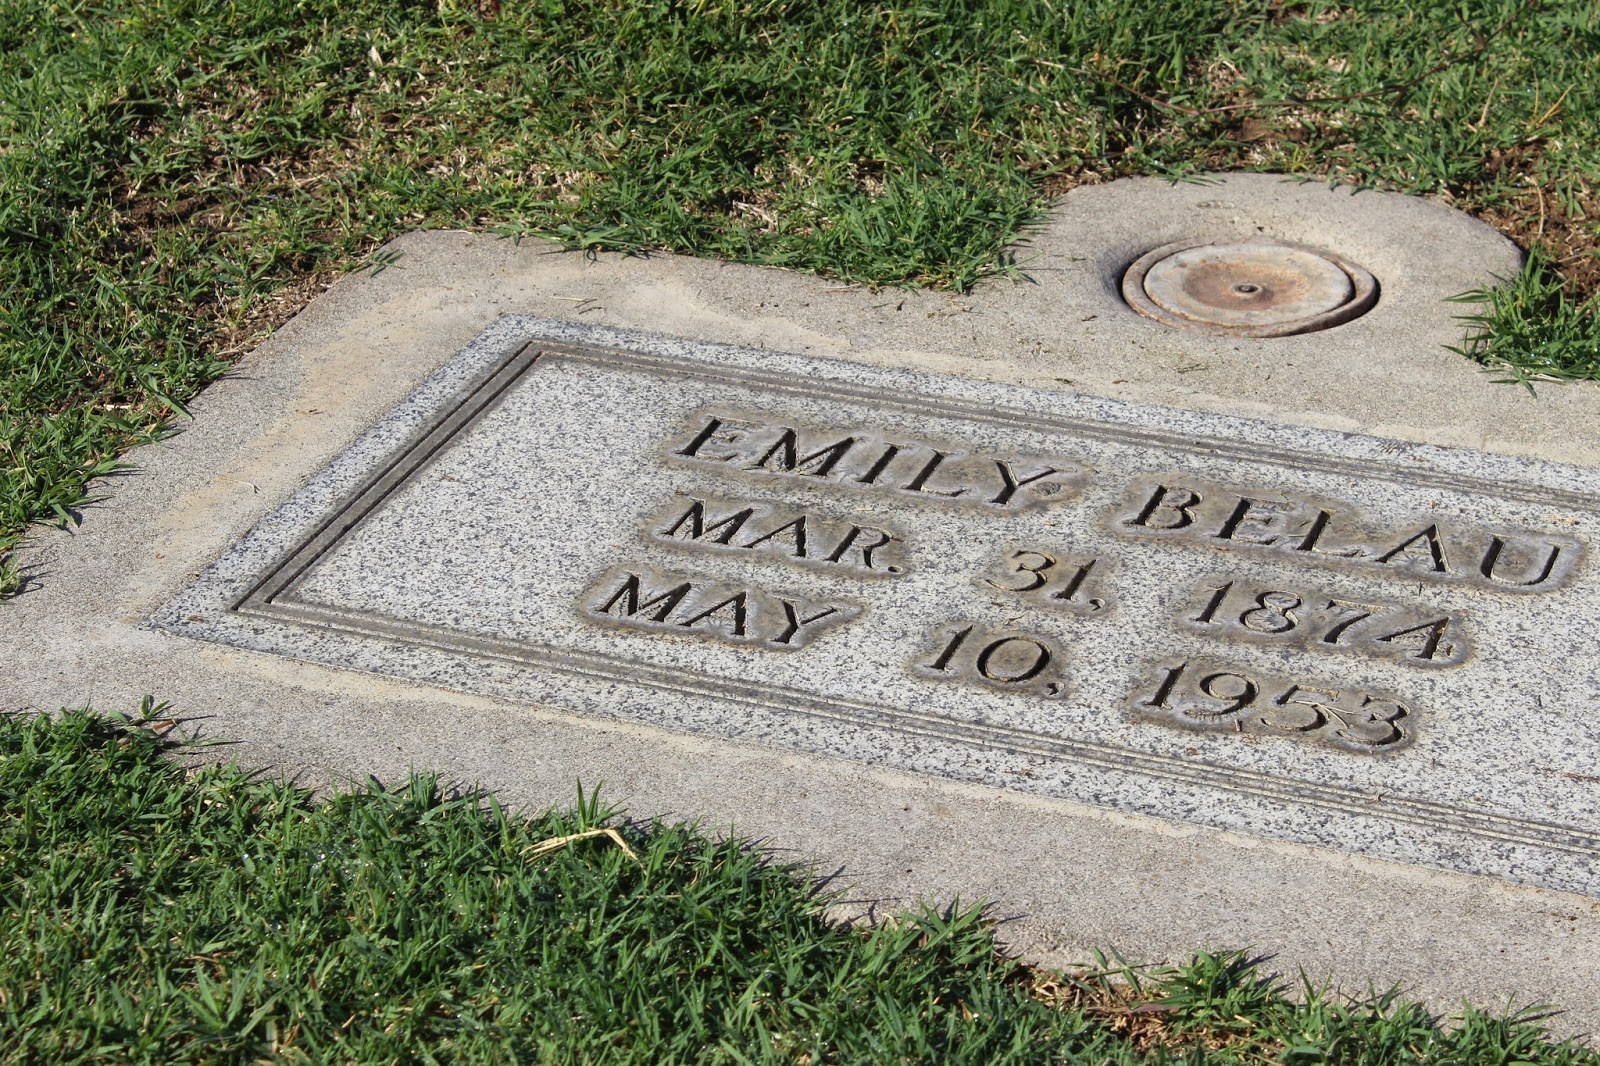 EMILY BELAU
MAR. 31, 1874
MAY 10, 1953